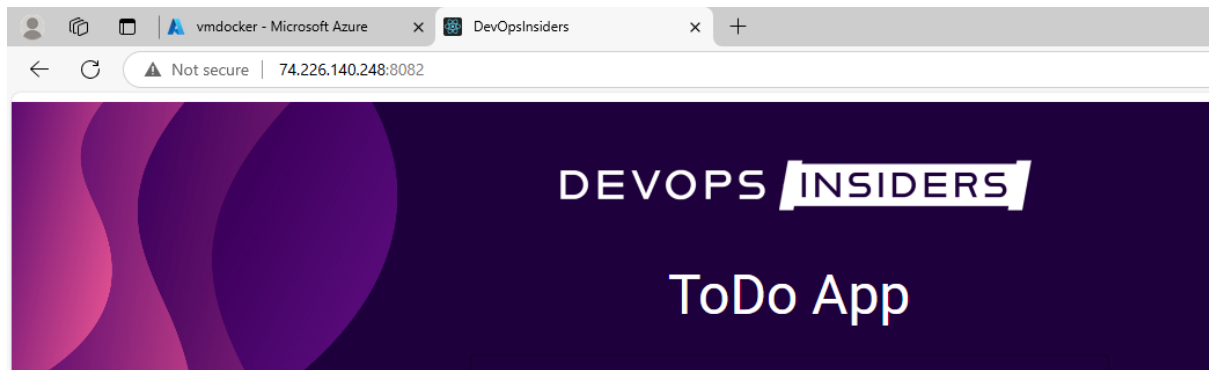 vmdocker - Microsoft Azure
DevOpsInsiders
Not secure
74.226.140.248:8082
DEVOPS INSIDERS
ToDo App